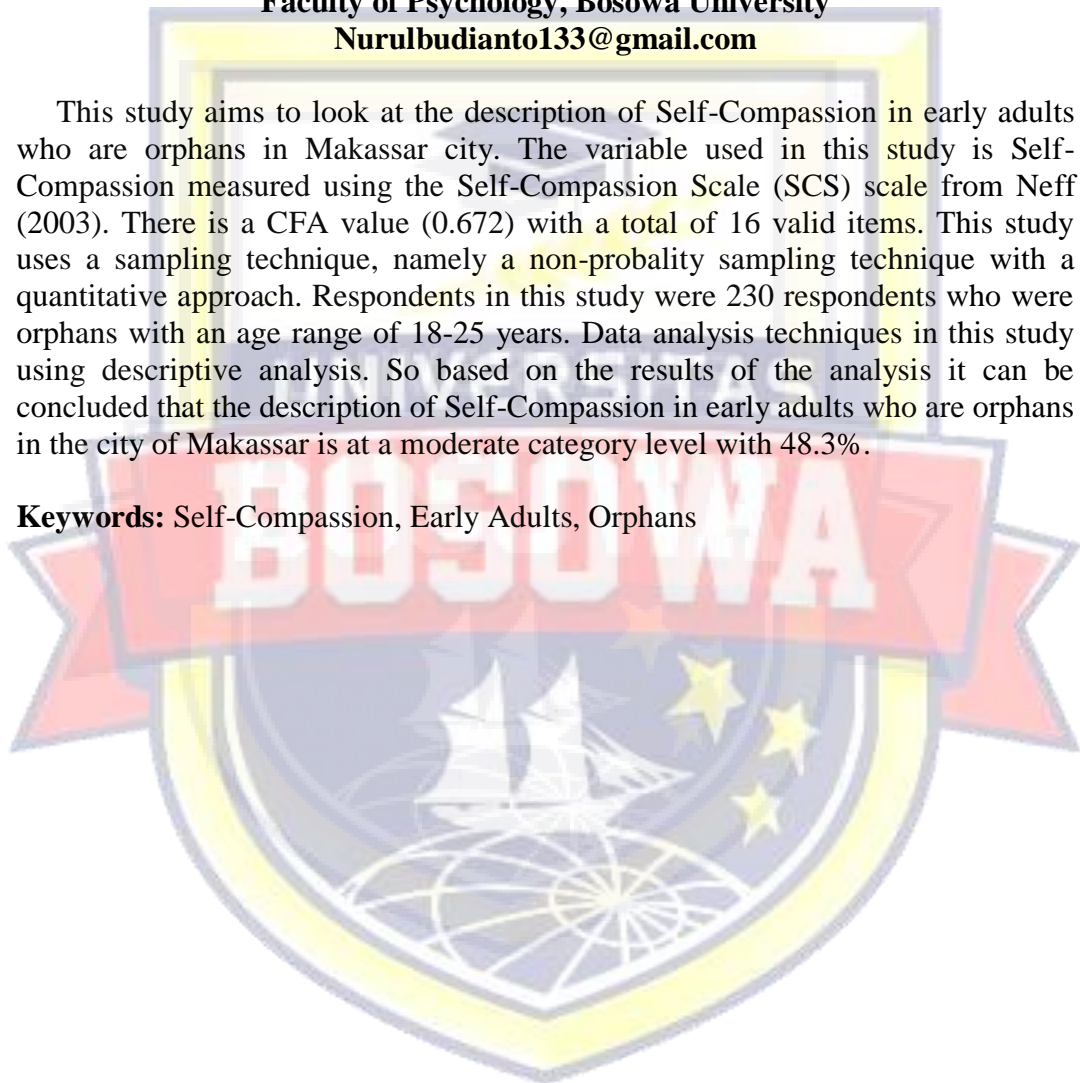 Faculty of Psychology, Bosowa University
Nurulbudianto133@gmail.com
This study aims to look at the description of Self-Compassion in early adults
who are orphans in Makassar city. The variable used in this study is Self-
Compassion measured using the Self-Compassion Scale (SCS) scale from Neff
(2003). There is a CFA value (0.672) with a total of 16 valid items. This study
uses a sampling technique, namely a non-probality sampling technique with a
quantitative approach. Respondents in this study were 230 respondents who were
orphans with an age range of 18-25 years. Data analysis techniques in this study
using descriptive analysis. So based on the results of the analysis it can be
concluded that the description of Self-Compassion in early adults who are orphans
in the city of Makassar is at a moderate category level with 48.3%.
Keywords: Self-Compassion, Early Adults, Orphans
UNIVERSITAS
BOSOWA